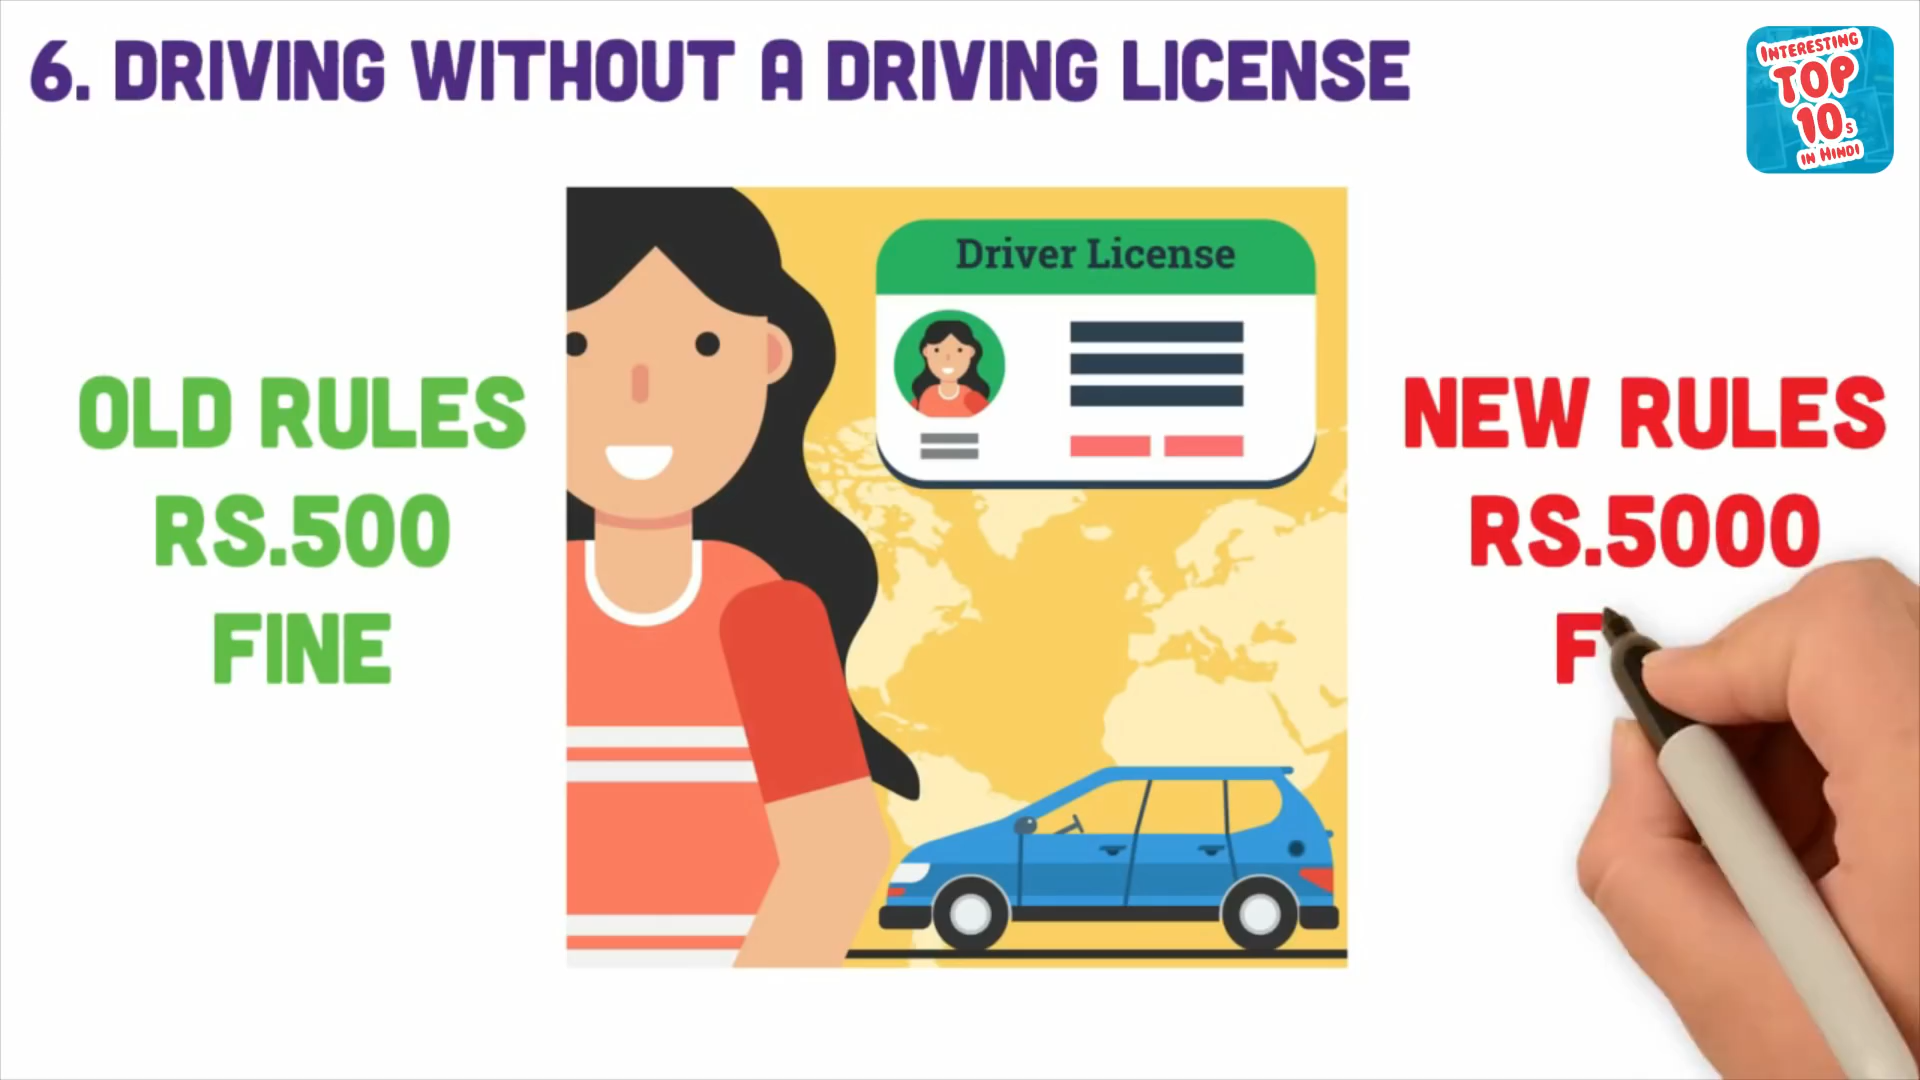 6. DRIVING WITHOUT A DRIVING LICENSE
INTERESTING
TOP
10s
IN HINDI
Driver License
OLD RULES
RS.500
FINE
NEW RULES
RS.5000
F